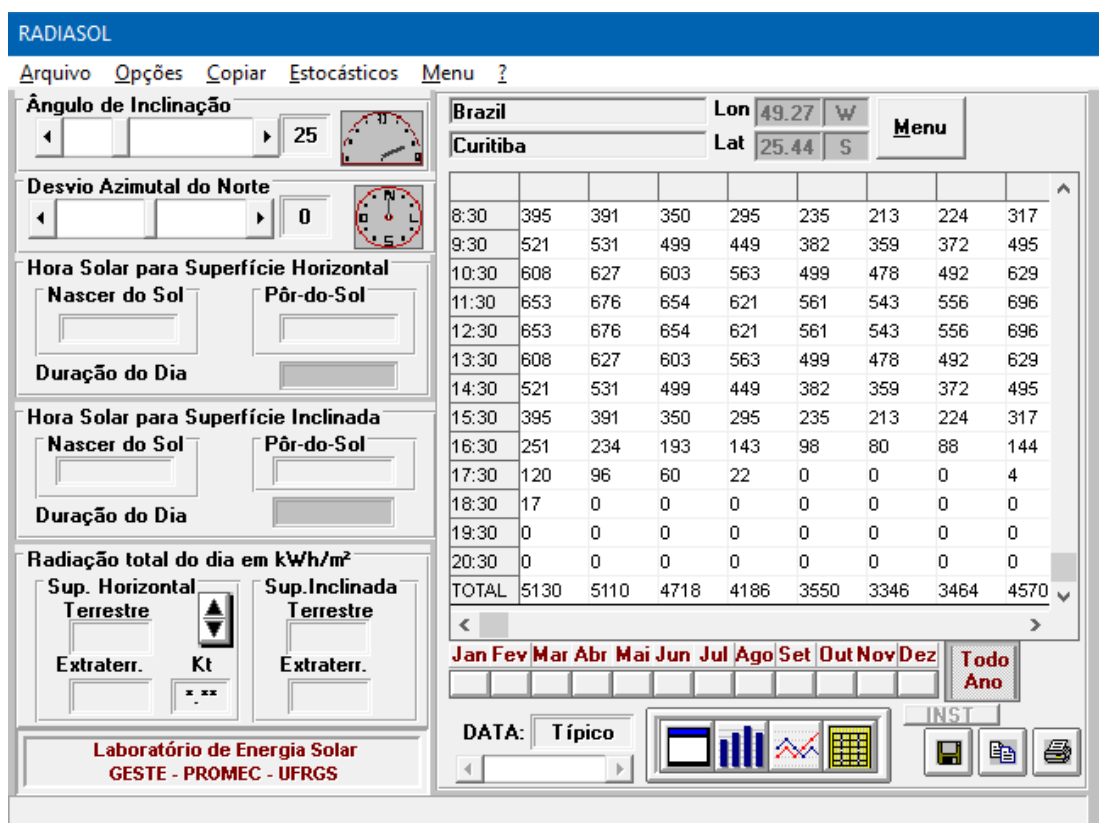 RADIASOL
Arquivo Opções Copiar Estocásticos Menu ?
Ângulo de Inclinação
25
Desvio Azimutal do Norte
0
N
O L
S
Hora Solar para Superfície Horizontal
Nascer do Sol Pôr-do-Sol
Duração do Dia
Hora Solar para Superfície Inclinada
Nascer do Sol Pôr-do-Sol
Duração do Dia
Radiação total do dia em kWh/m²
Sup. Horizontal Sup.Inclinada
Terrestre Terrestre
Extraterr. Kt Extraterr.
*.**
Laboratório de Energia Solar
GESTE - PROMEC - UFRGS
Brazil Lon 49.27 W
Curitiba Lat 25.44 S
Menu
8:30 395 391 350 295 235 213 224 317
9:30 521 531 499 449 382 359 372 495
10:30 608 627 603 563 499 478 492 629
11:30 653 676 654 621 561 543 556 696
12:30 653 676 654 621 561 543 556 696
13:30 608 627 603 563 499 478 492 629
14:30 521 531 499 449 382 359 372 495
15:30 395 391 350 295 235 213 224 317
16:30 251 234 193 143 98 80 88 144
17:30 120 96 60 22 0 0 0 4
18:30 17 0 0 0 0 0 0 0
19:30 0 0 0 0 0 0 0 0
20:30 0 0 0 0 0 0 0 0
TOTAL 5130 5110 4718 4186 3550 3346 3464 4570
Jan Fev Mar Abr Mai Jun Jul Ago Set Out Nov Dez
Todo
Ano
INST
DATA: Típico